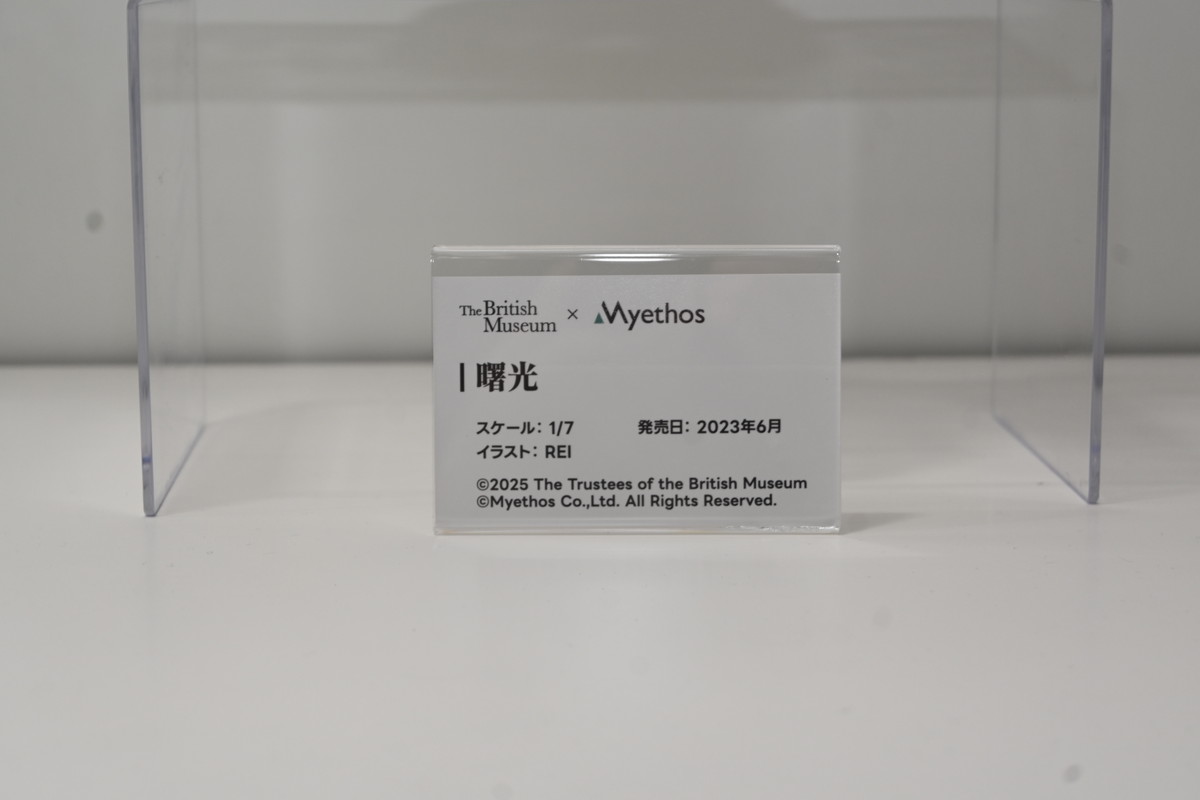 The British Museum × Myethos
曙光
スケール：1/7 発売日：2023年6月
イラスト：REI
©2025 The Trustees of the British Museum
©Myethos Co.,Ltd. All Rights Reserved.